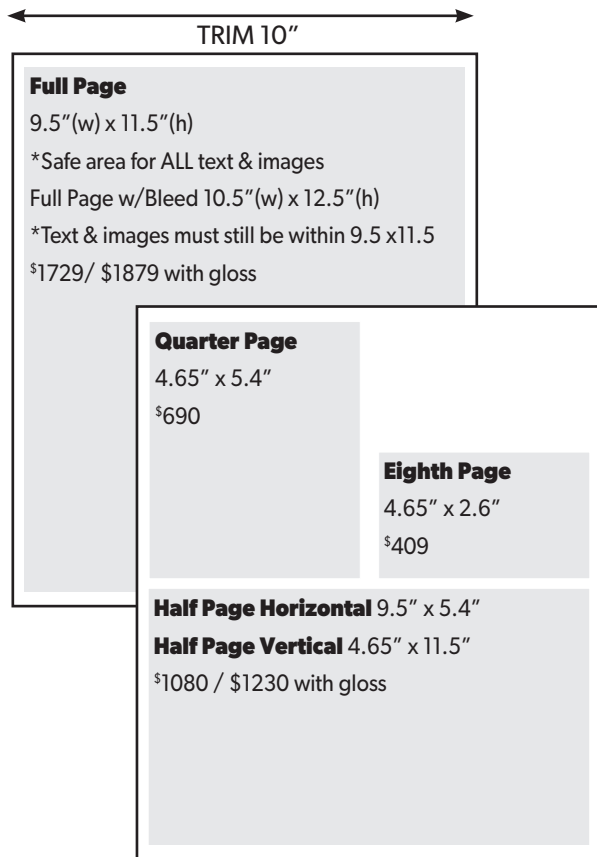 TRIM 10”
Full Page
9.5”(w) x 11.5”(h)
*Safe area for ALL text & images
Full Page w/Bleed 10.5”(w) x 12.5”(h)
*Text & images must still be within 9.5 x11.5
$1729/ $1879 with gloss
Quarter Page
4.65” x 5.4”
$690
Eighth Page
4.65” x 2.6”
$409
Half Page Horizontal 9.5” x 5.4”
Half Page Vertical 4.65” x 11.5”
$1080 / $1230 with gloss